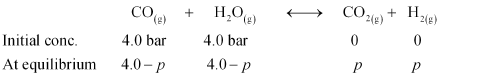 CO(g) + H2O(g) ⟷ CO2(g) + H2(g)
Initial conc. 4.0 bar 4.0 bar 0 0
At equilibrium 4.0 – p 4.0 – p p p